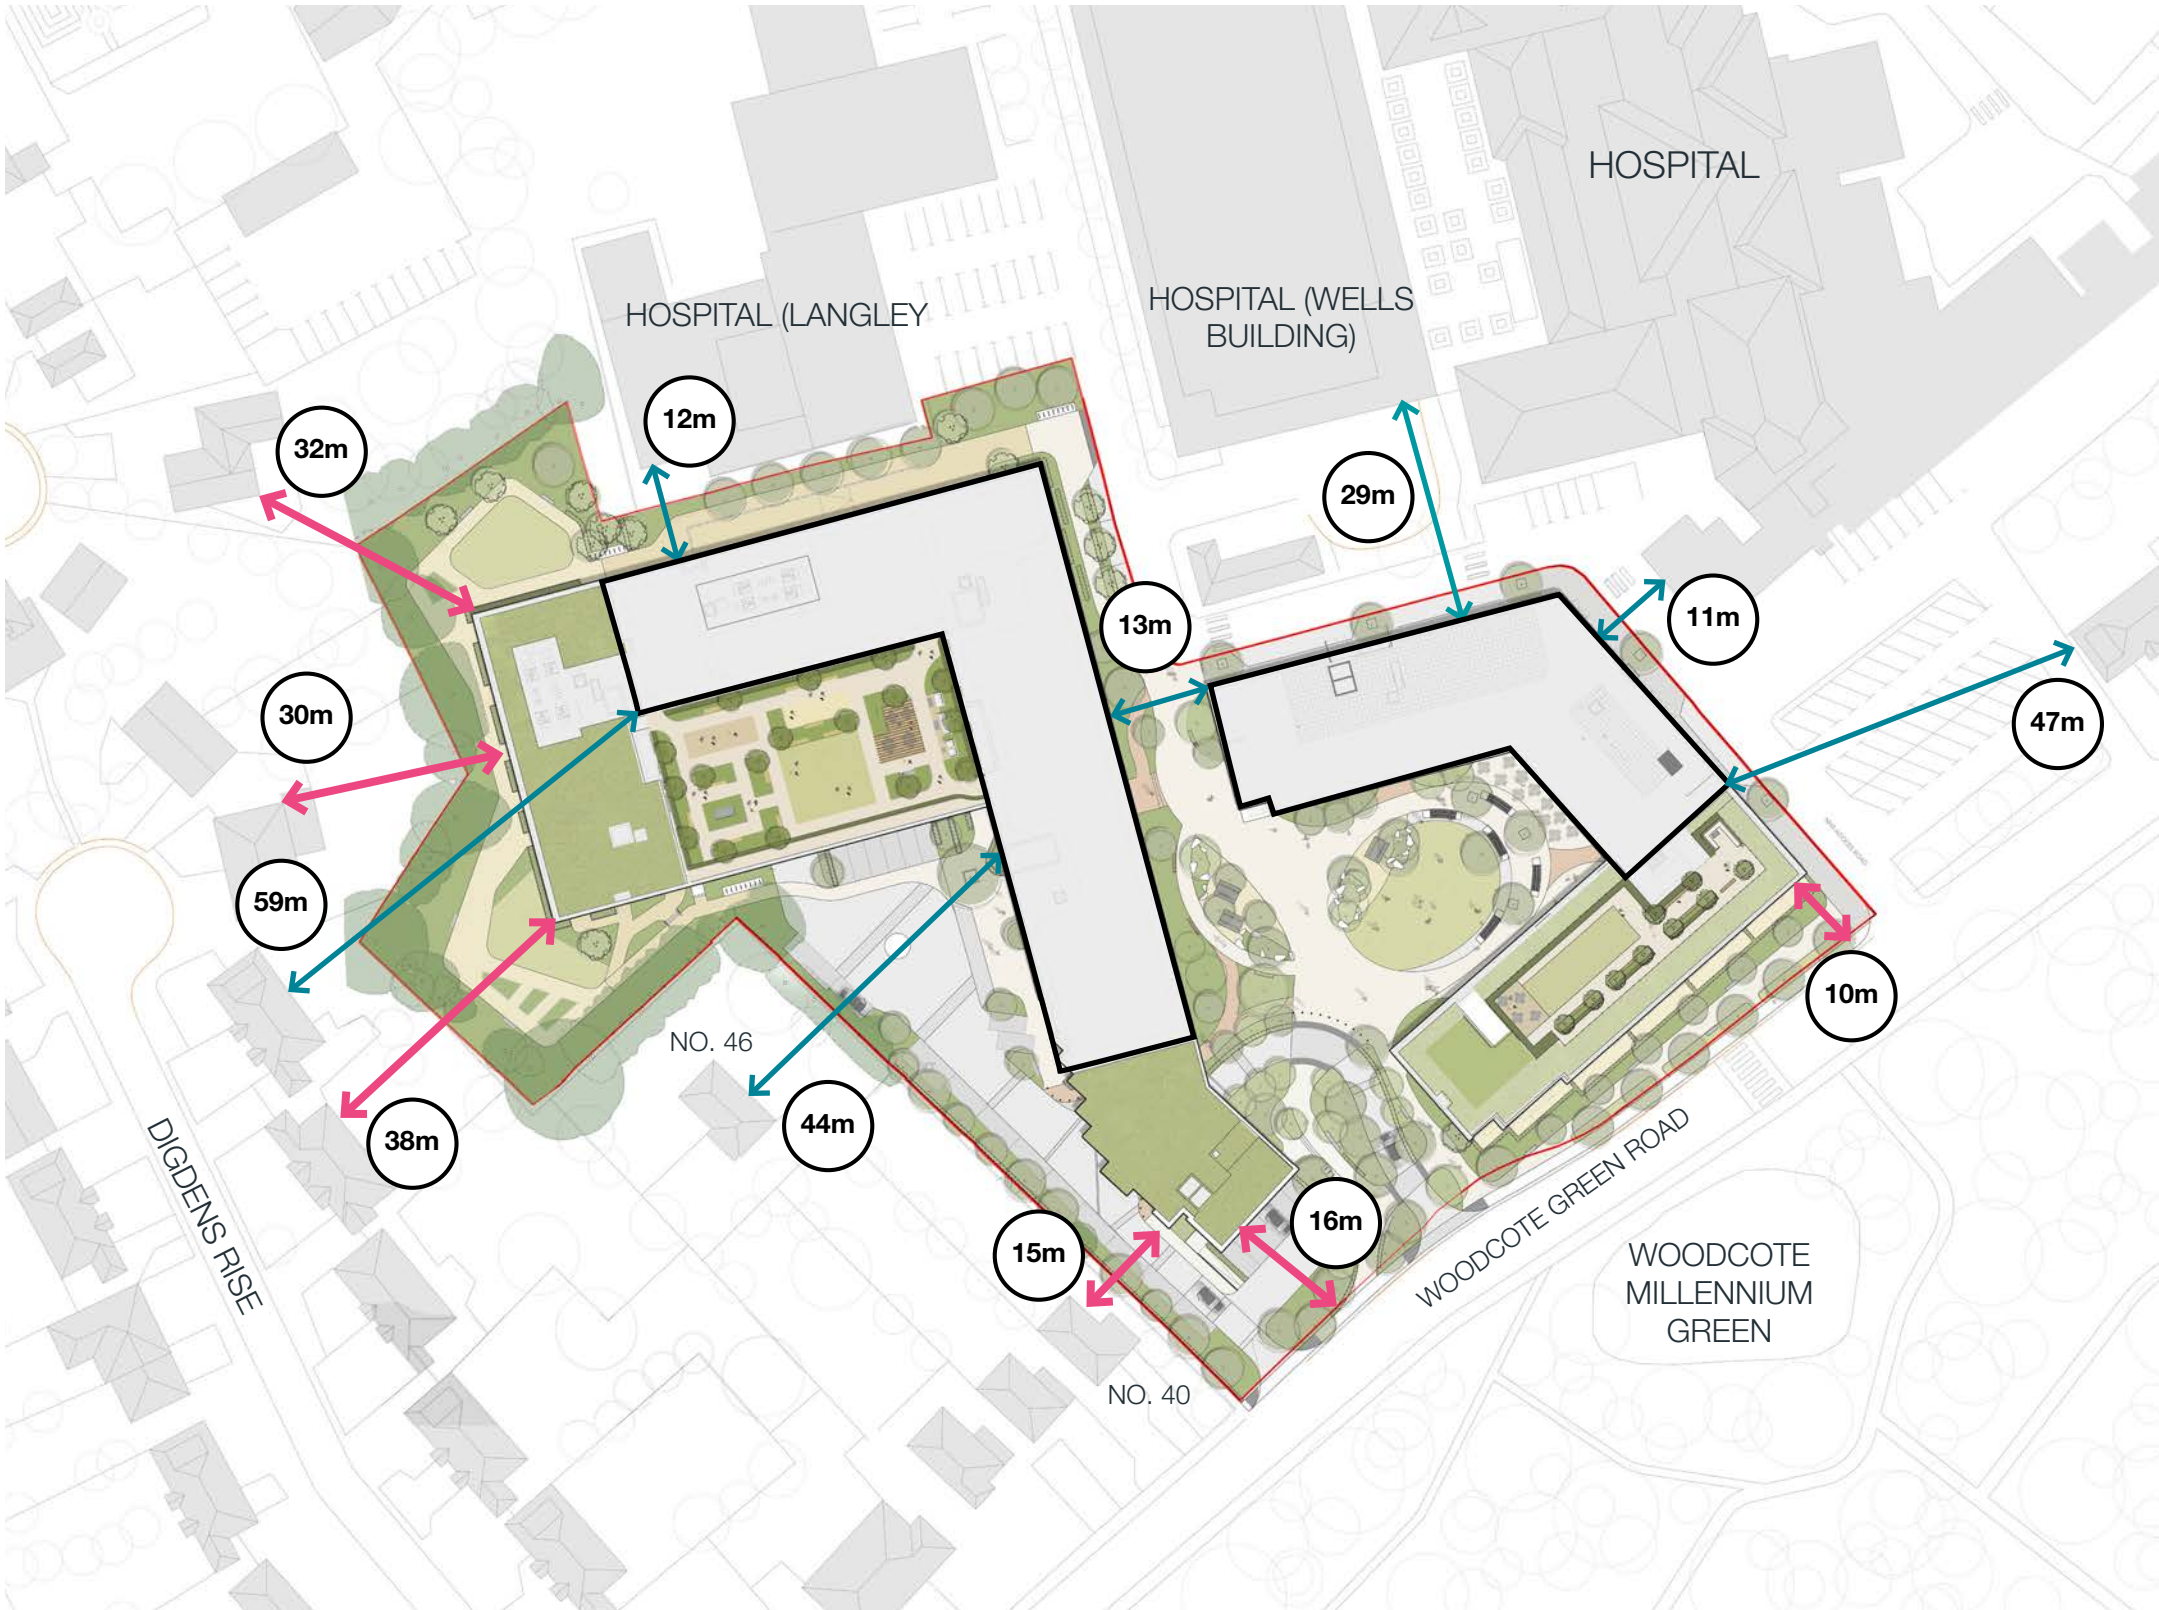 HOSPITAL
HOSPITAL (LANGLEY
HOSPITAL (WELLS
BUILDING)
12m
32m
29m
11m
13m
30m
47m
59m
10m
NO. 46
44m
38m
DIGDENS RISE
15m
16m
WOODCOTE GREEN ROAD
WOODCOTE
MILLENNIUM
GREEN
NO. 40